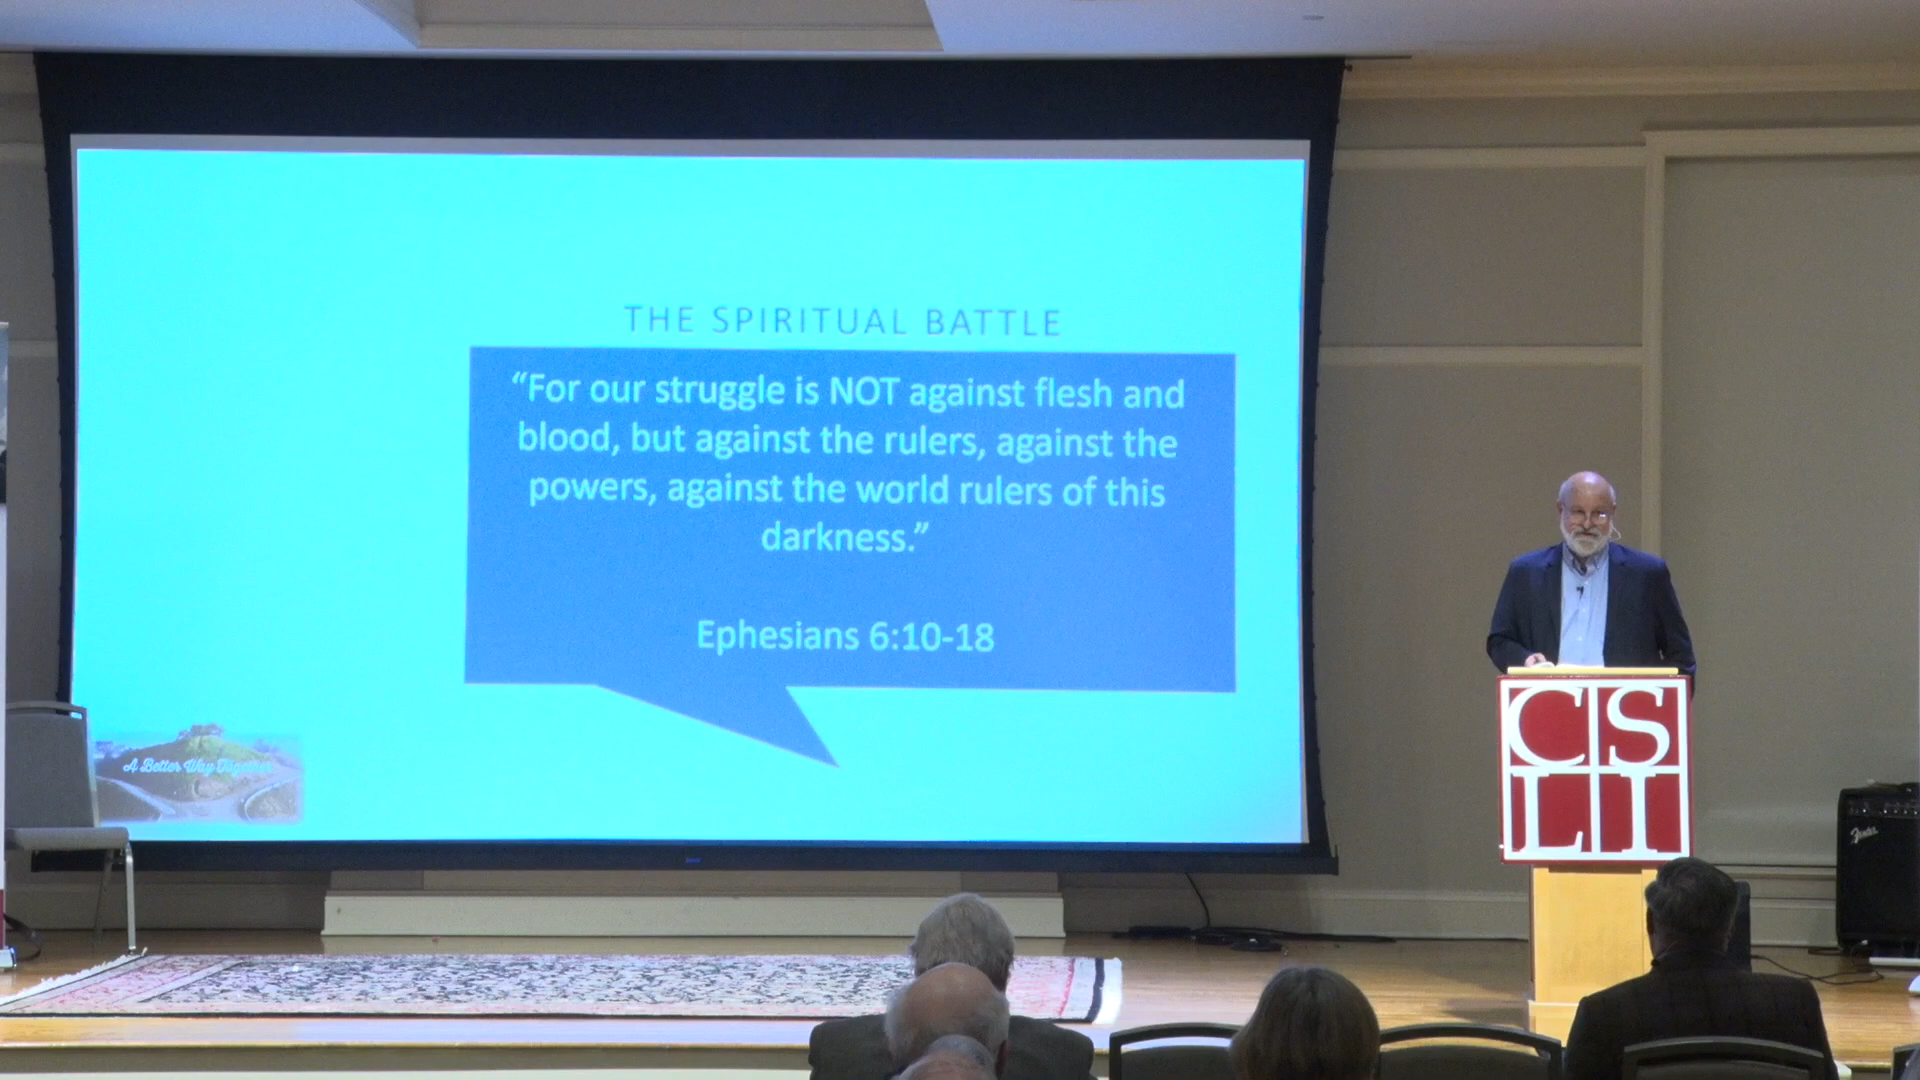 THE SPIRITUAL BATTLE
“For our struggle is NOT against flesh and
blood, but against the rulers, against the
powers, against the world rulers of this
darkness.”
Ephesians 6:10-18
A Better Way Together
CS
LI
Fender